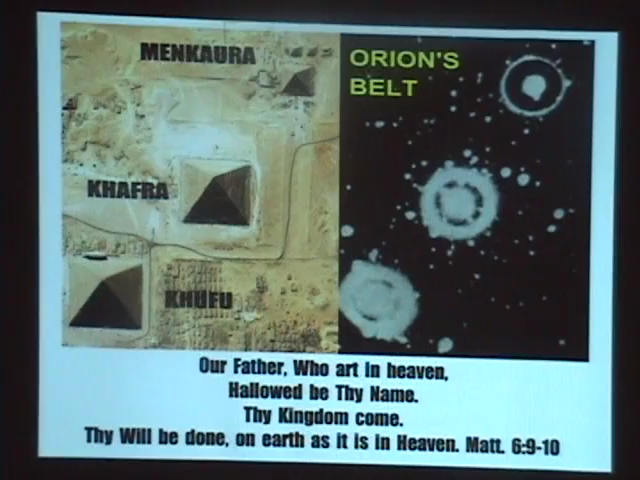 MENKAURA
KHAFRA
KHUFU
ORION'S
BELT
Our Father, Who art in heaven,
Hallowed be Thy Name.
Thy Kingdom come.
Thy Will be done, on earth as it is in Heaven. Matt. 6:9-10